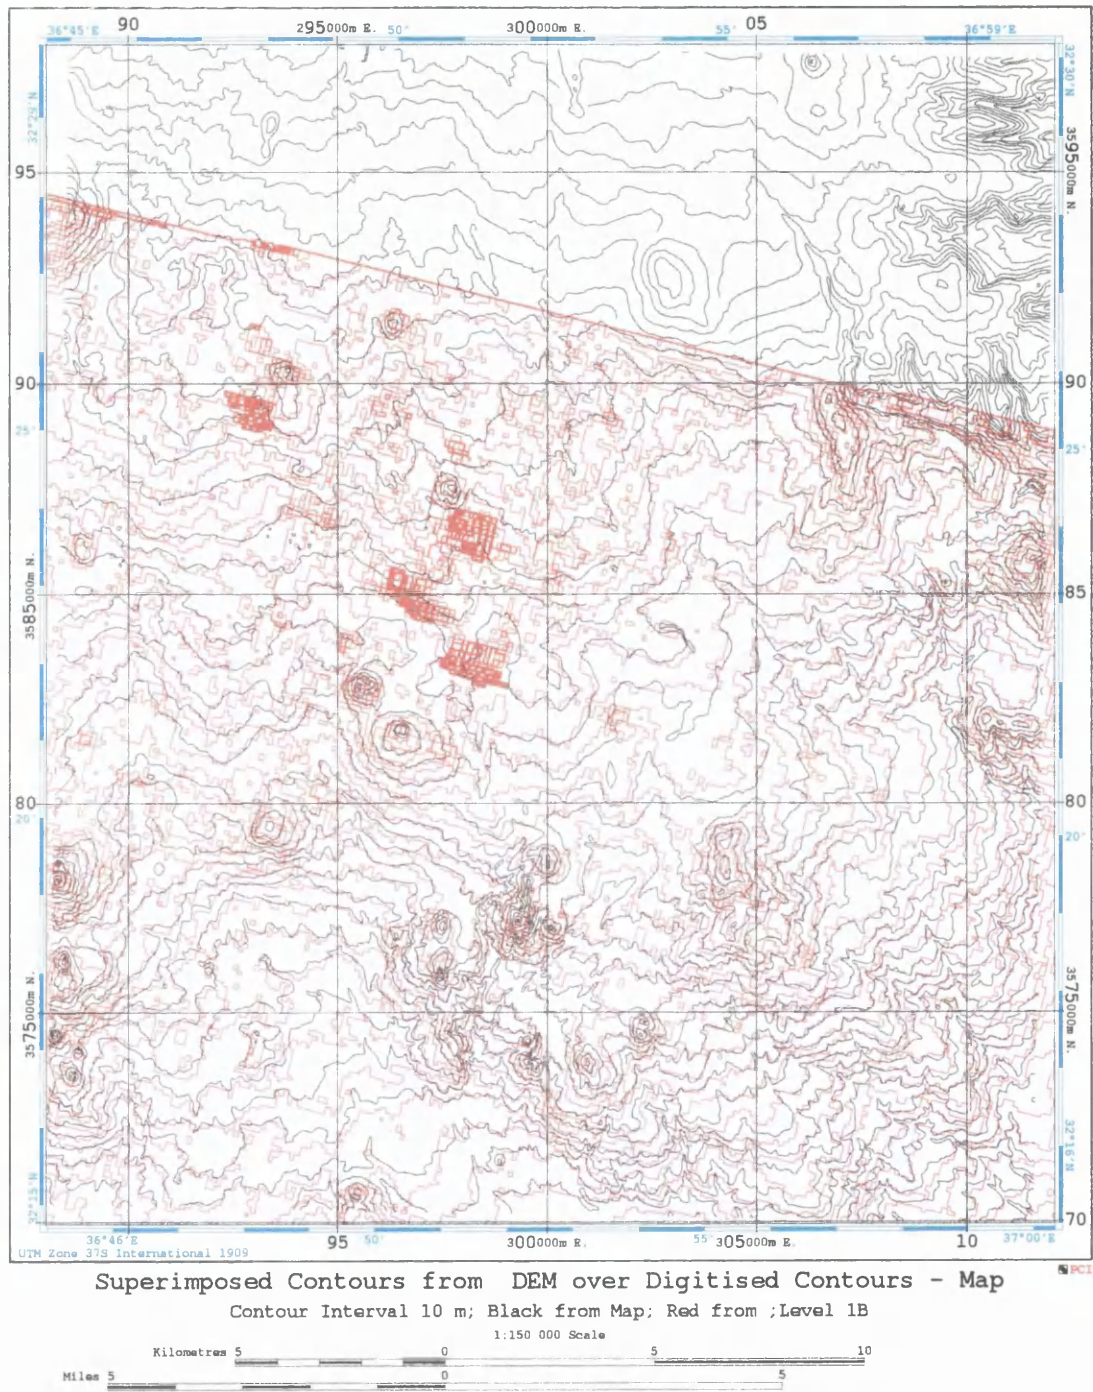 90 295000m E. 300000m E. 05
36°45'E 50' 55' 36°59'E
32°30'N
32°29'N
95 3595000m N.
90 90
25' 25'
3585000m N. 85
80 80
20' 20'
3575000m N. 3575000m N.
32°16'N
32°15'N
70
36°46'E 95 50' 300000m E. 55' 305000m E. 10 37°00'E
UTM Zone 37S International 1909
PCI
Superimposed Contours from DEM over Digitised Contours - Map
Contour Interval 10 m; Black from Map; Red from ;Level 1B
1:150 000 Scale
Kilometres 5 0 5 10
Miles 5 0 5